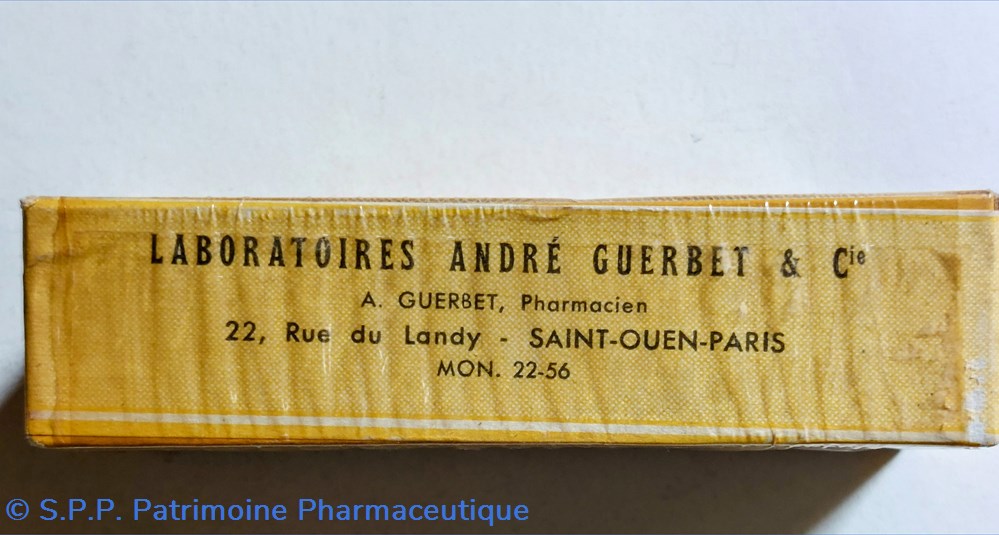 LABORATOIRES ANDRÉ GUERBET & Cie
A. GUERBET, Pharmacien
22, Rue du Landy - SAINT-OUEN-PARIS
MON. 22-56
© S.P.P. Patrimoine Pharmaceutique